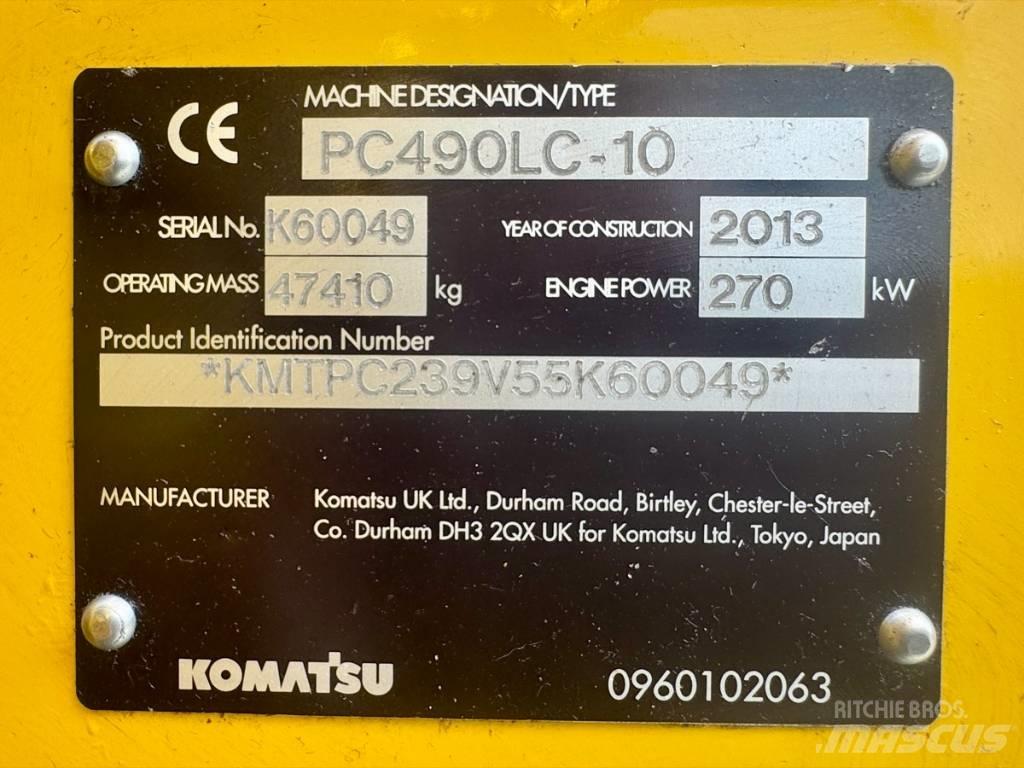 CE
MACHINE DESIGNATION/TYPE
PC490LC-10
SERIAL No. K60049 YEAR OF CONSTRUCTION 2013
OPERATING MASS 47410 kg ENGINE POWER 270 kW
Product Identification Number
*KMTPC239V55K60049*
MANUFACTURER Komatsu UK Ltd., Durham Road, Birtley, Chester-le-Street,
Co. Durham DH3 2QX UK for Komatsu Ltd., Tokyo, Japan
KOMATSU 0960102063
RITCHIE BROS.
MASCUS